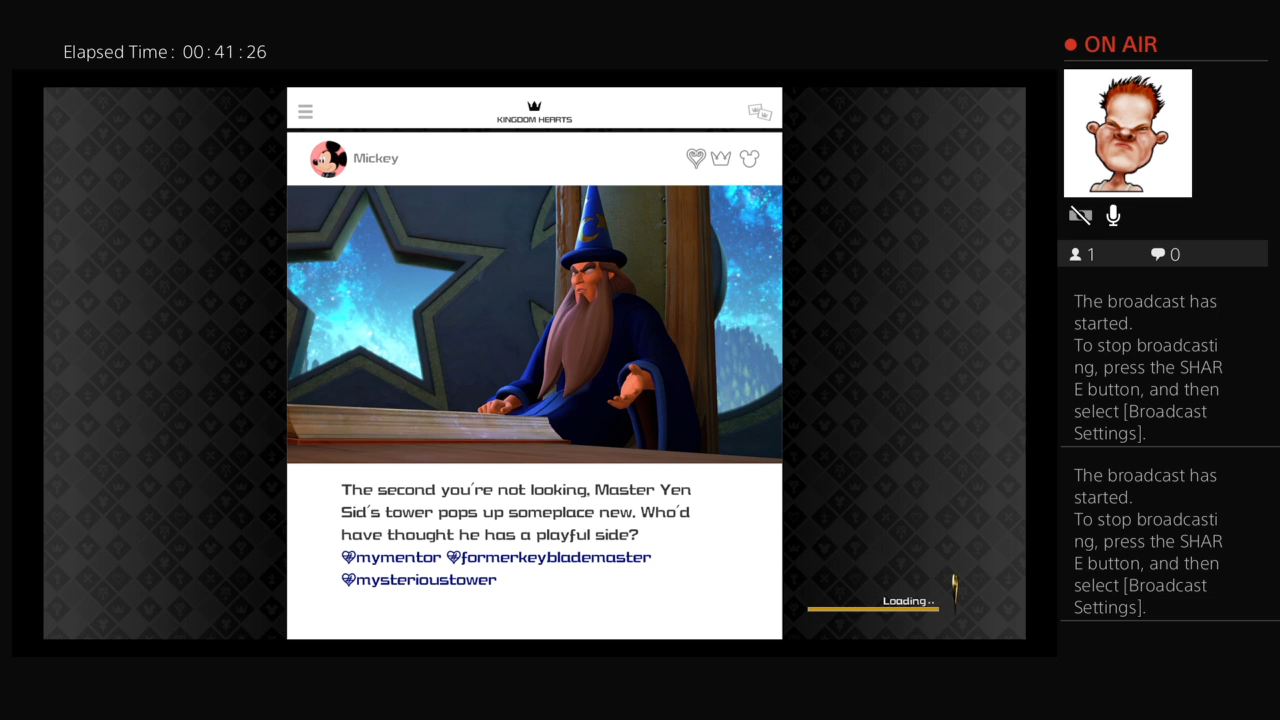 Elapsed Time: 00:41:26
ON AIR
KINGDOM HEARTS
Mickey
1
0
The second you're not looking, Master Yen
Sid's tower pops up someplace new. Who'd
have thought he has a playful side?
mymentor formerkeyblademaster
mysterioustower
Loading..
The broadcast has
started.
To stop broadcasti
ng, press the SHAR
E button, and then
select [Broadcast
Settings].
The broadcast has
started.
To stop broadcasti
ng, press the SHAR
E button, and then
select [Broadcast
Settings].